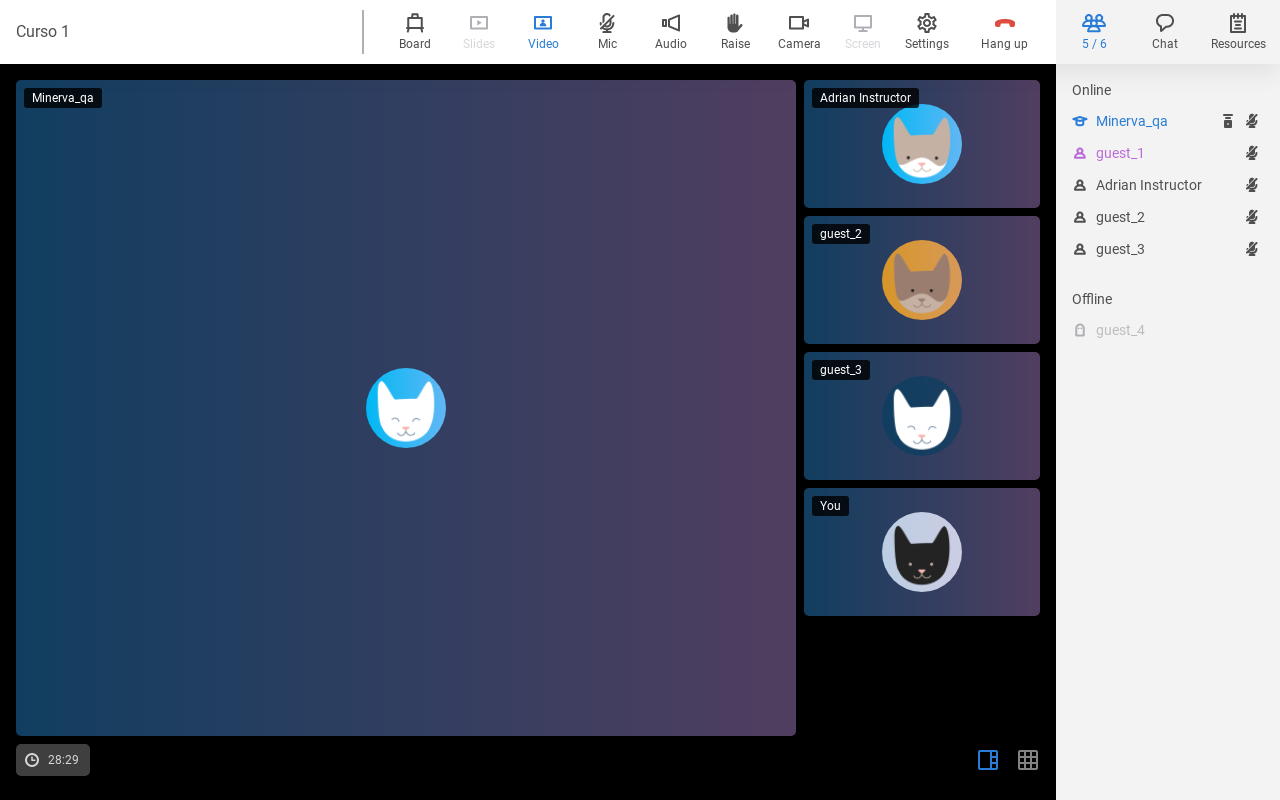 Curso 1
Board
Slides
Video
Mic
Audio
Raise
Camera
Screen
Settings
Hang up
5 / 6
Chat
Resources
Minerva_qa
Adrian Instructor
guest_2
guest_3
You
28:29
Online
Minerva_qa
guest_1
Adrian Instructor
guest_2
guest_3
Offline
guest_4